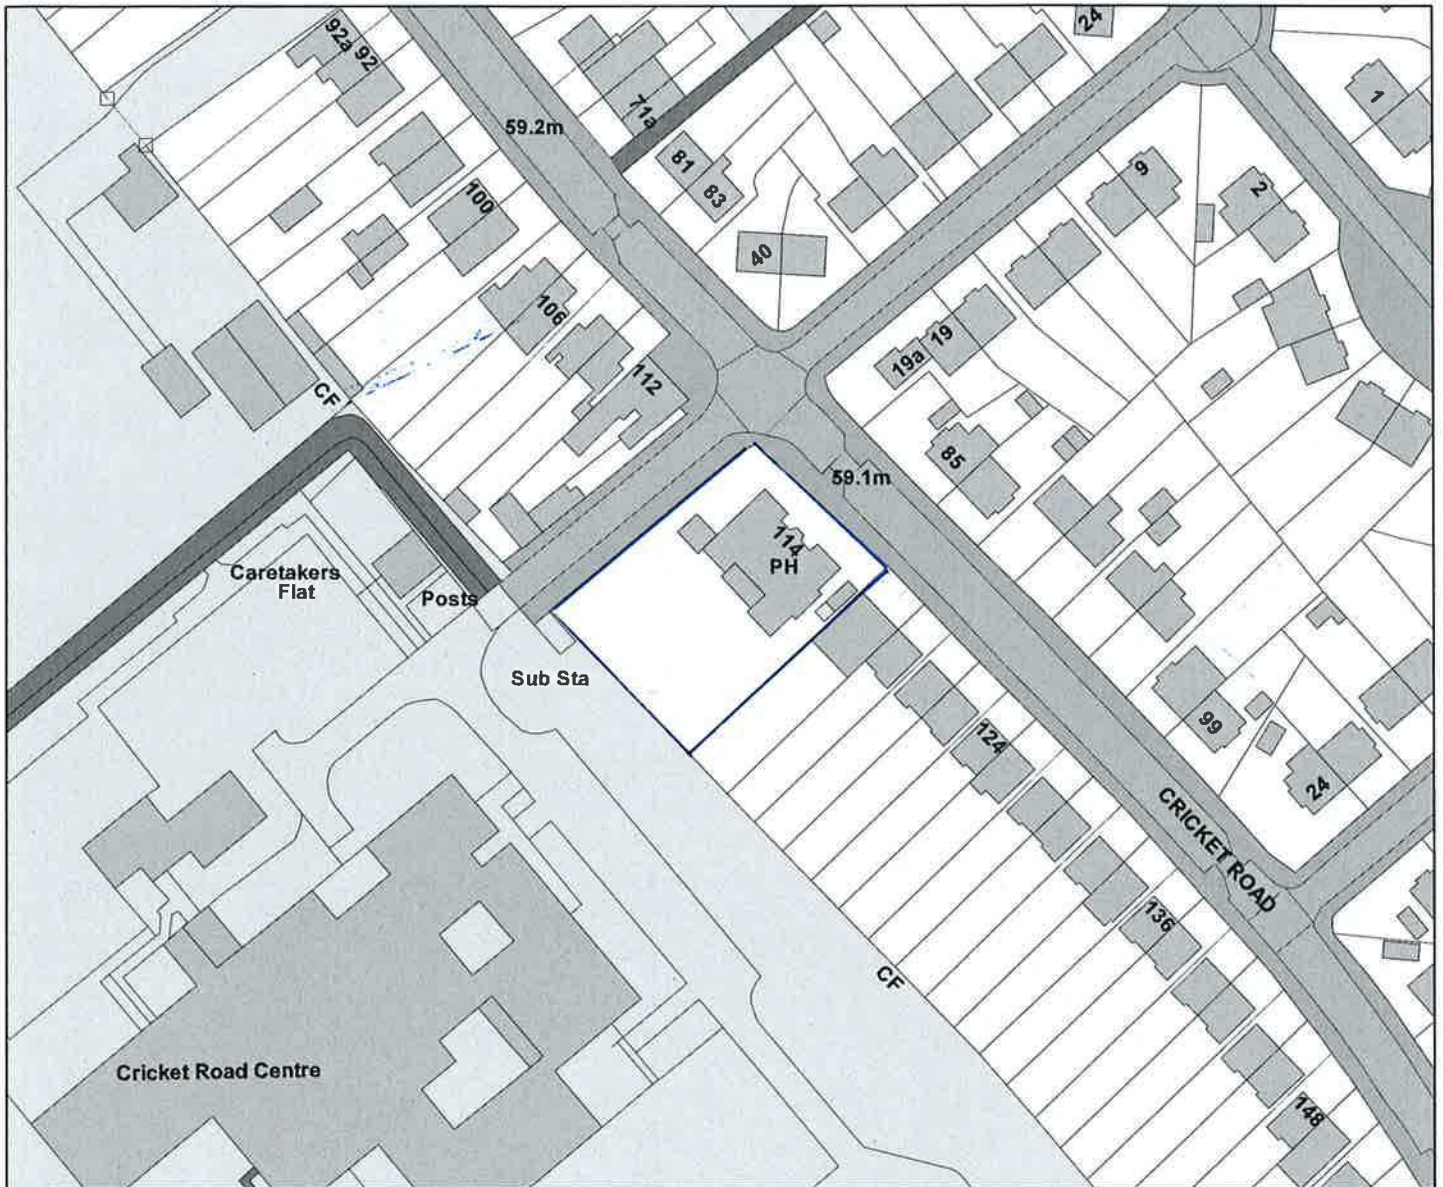 92a 92
24
1
71a
59.2m
81
83
9
2
100
40
106
19
19a
112
CF
85
59.1m
114
PH
Caretakers
Flat
Posts
Sub Sta
99
124
24
CRICKET ROAD
136
CF
Cricket Road Centre
148